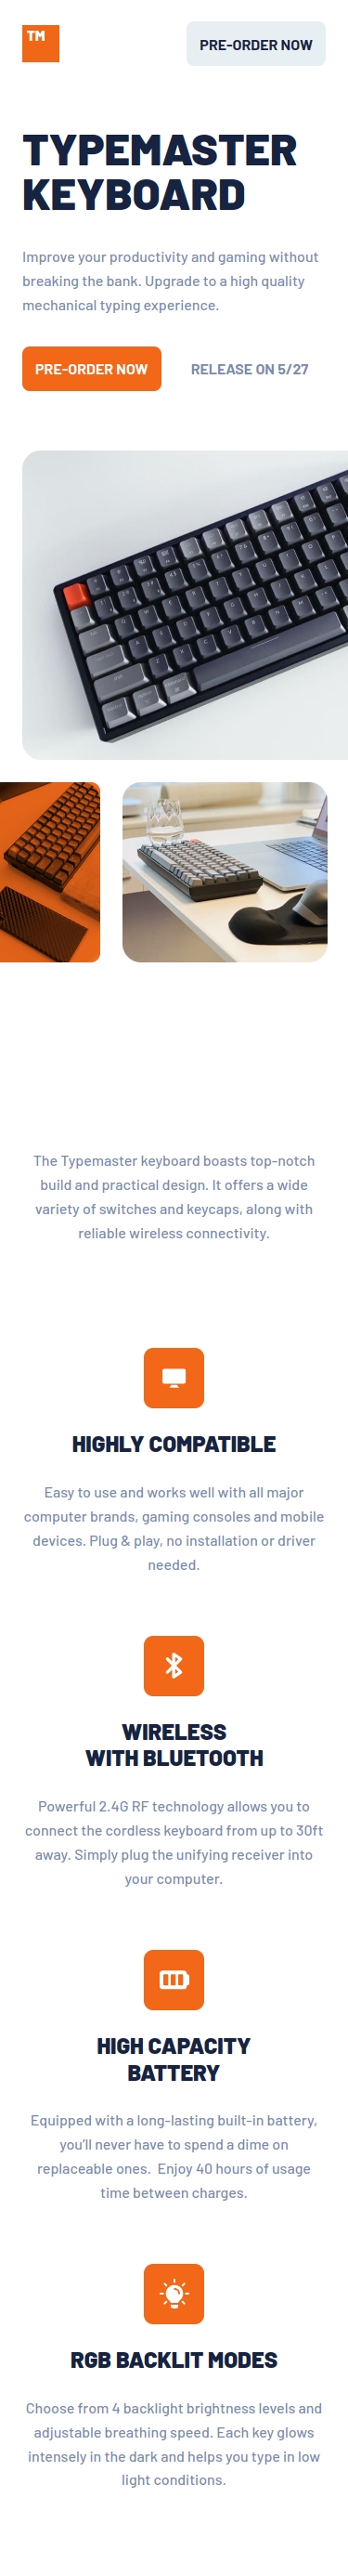 TM
PRE-ORDER NOW
TYPEMASTER
KEYBOARD
Improve your productivity and gaming without
breaking the bank. Upgrade to a high quality
mechanical typing experience.
PRE-ORDER NOW
RELEASE ON 5/27
The Typemaster keyboard boasts top-notch
build and practical design. It offers a wide
variety of switches and keycaps, along with
reliable wireless connectivity.
HIGHLY COMPATIBLE
Easy to use and works well with all major
computer brands, gaming consoles and mobile
devices. Plug & play, no installation or driver
needed.
WIRELESS
WITH BLUETOOTH
Powerful 2.4G RF technology allows you to
connect the cordless keyboard from up to 30ft
away. Simply plug the unifying receiver into
your computer.
HIGH CAPACITY
BATTERY
Equipped with a long-lasting built-in battery,
you'll never have to spend a dime on
replaceable ones.  Enjoy 40 hours of usage
time between charges.
RGB BACKLIT MODES
Choose from 4 backlight brightness levels and
adjustable breathing speed. Each key glows
intensely in the dark and helps you type in low
light conditions.